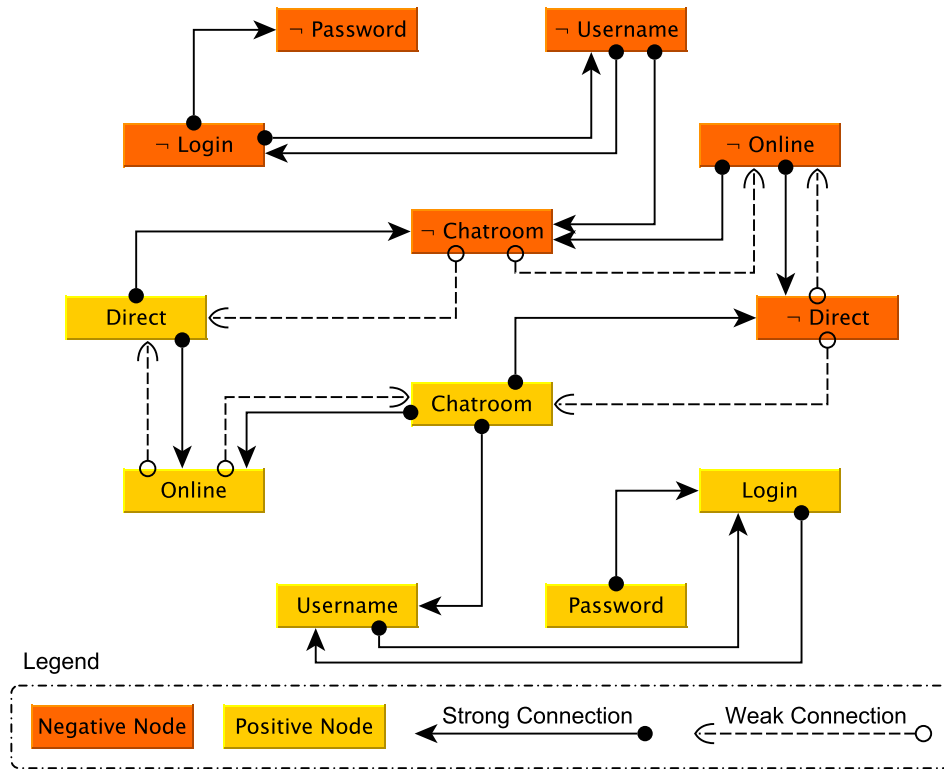 ¬ Password
¬ Username
¬ Login
¬ Online
¬ Chatroom
Direct
¬ Direct
Chatroom
Online
Login
Username
Password
Legend
Negative Node
Positive Node
Strong Connection
Weak Connection